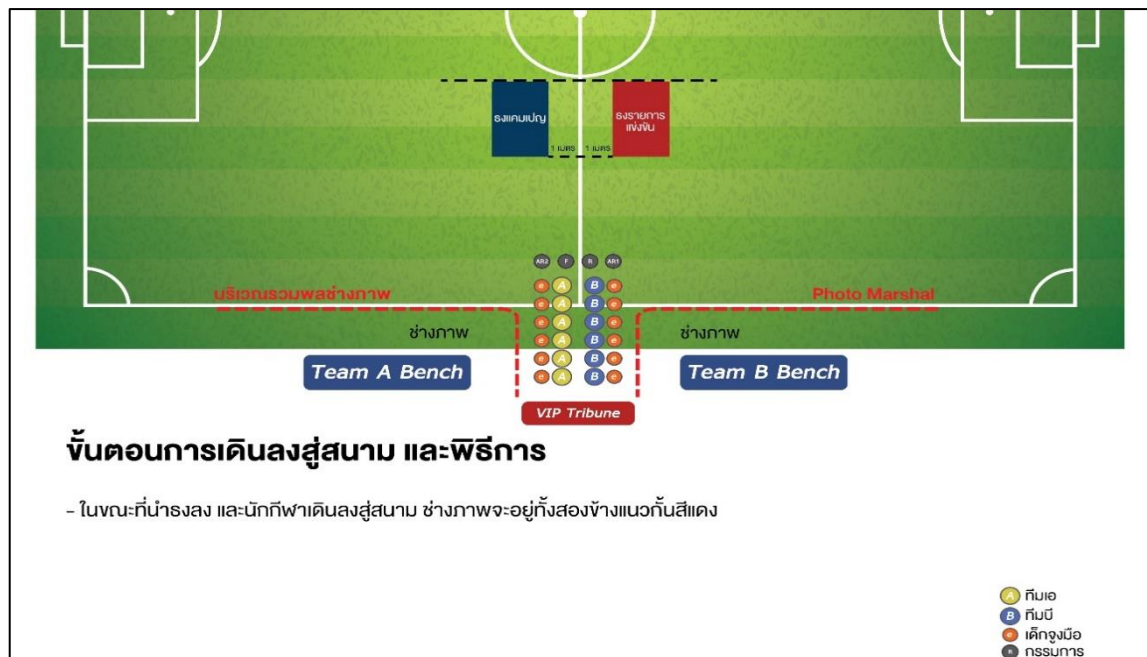 ธงแคมเปญ
ธงรายการ
แข่งขัน
1 เมตร 1 เมตร
AR2 F R AR1
e A B e
e A B e
e A B e
e A B e
e A B e
e A B e
บริเวณรวมพลช่างภาพ
Photo Marshal
ช่างภาพ
ช่างภาพ
Team A Bench
Team B Bench
VIP Tribune
ขั้นตอนการเดินลงสู่สนาม และพิธีการ
- ในขณะที่นำธงลง และนักกีฬาเดินลงสู่สนาม ช่างภาพจะอยู่ทั้งสองข้างแนวกั้นสีแดง
A ทีมเอ
B ทีมบี
e เด็กจูงมือ
R กรรมการ